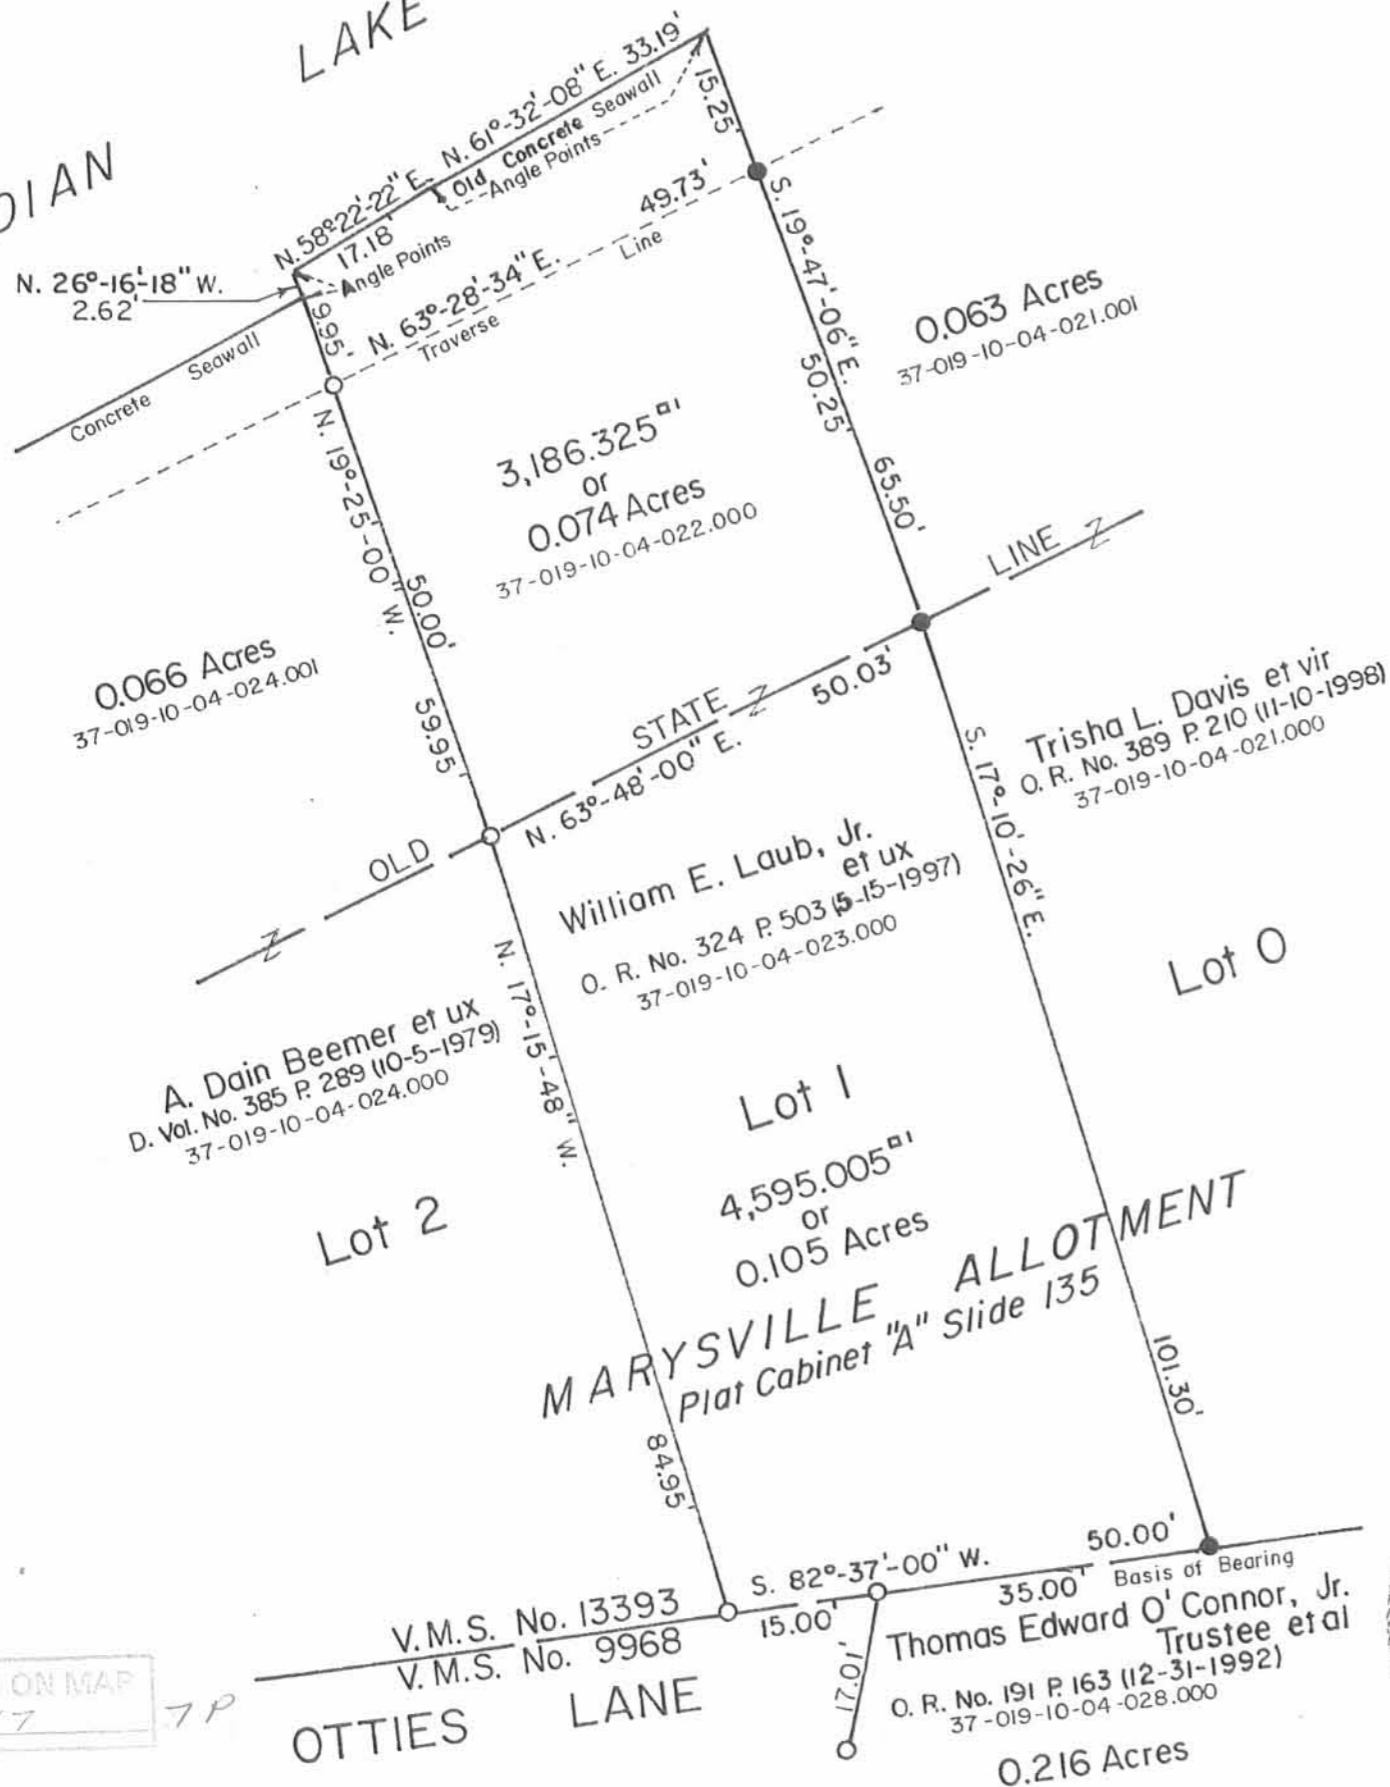 LAKE
DIAN
N. 61°-32'-08" E. 33.19'
Old Concrete Seawall
Angle Points
15.25'
N. 58°22'-22" E.
17.18'
Angle Points
N. 26°-16'-18" W.
2.62'
9.95'
49.73'
N. 63°-28'-34" E.
Traverse Line
Concrete Seawall
S. 19°-47'-06" E.
50.25'
65.50'
0.063 Acres
37-019-10-04-021.001
3,186.325
or
0.074 Acres
37-019-10-04-022.000
N. 19°-25'-00" W.
50.00'
59.95'
0.066 Acres
37-019-10-04-024.001
OLD STATE LINE
N. 63°-48'-00" E.
50.03'
Trisha L. Davis et vir
O. R. No. 389 P. 210 (11-10-1998)
37-019-10-04-021.000
S. 17°-10'-26" E.
William E. Laub, Jr.
et ux
O. R. No. 324 P. 503 (5-15-1997)
37-019-10-04-023.000
Lot 0
N. 17°-15'-48" W.
A. Dain Beemer et ux
D. Vol. No. 385 P. 289 (10-5-1979)
37-019-10-04-024.000
Lot 1
4,595.005
or
0.105 Acres
Lot 2
MARYSVILLE ALLOTMENT
Plat Cabinet "A" Slide 135
101.30'
84.95'
S. 82°-37'-00" W.
50.00'
15.00'
35.00'
Basis of Bearing
V.M.S. No. 13393
V.M.S. No. 9968
17.01'
Thomas Edward O'Connor, Jr.
Trustee et al
O. R. No. 191 P. 163 (12-31-1992)
37-019-10-04-028.000
0.216 Acres
OTTIES LANE
ON MAP
7 7P